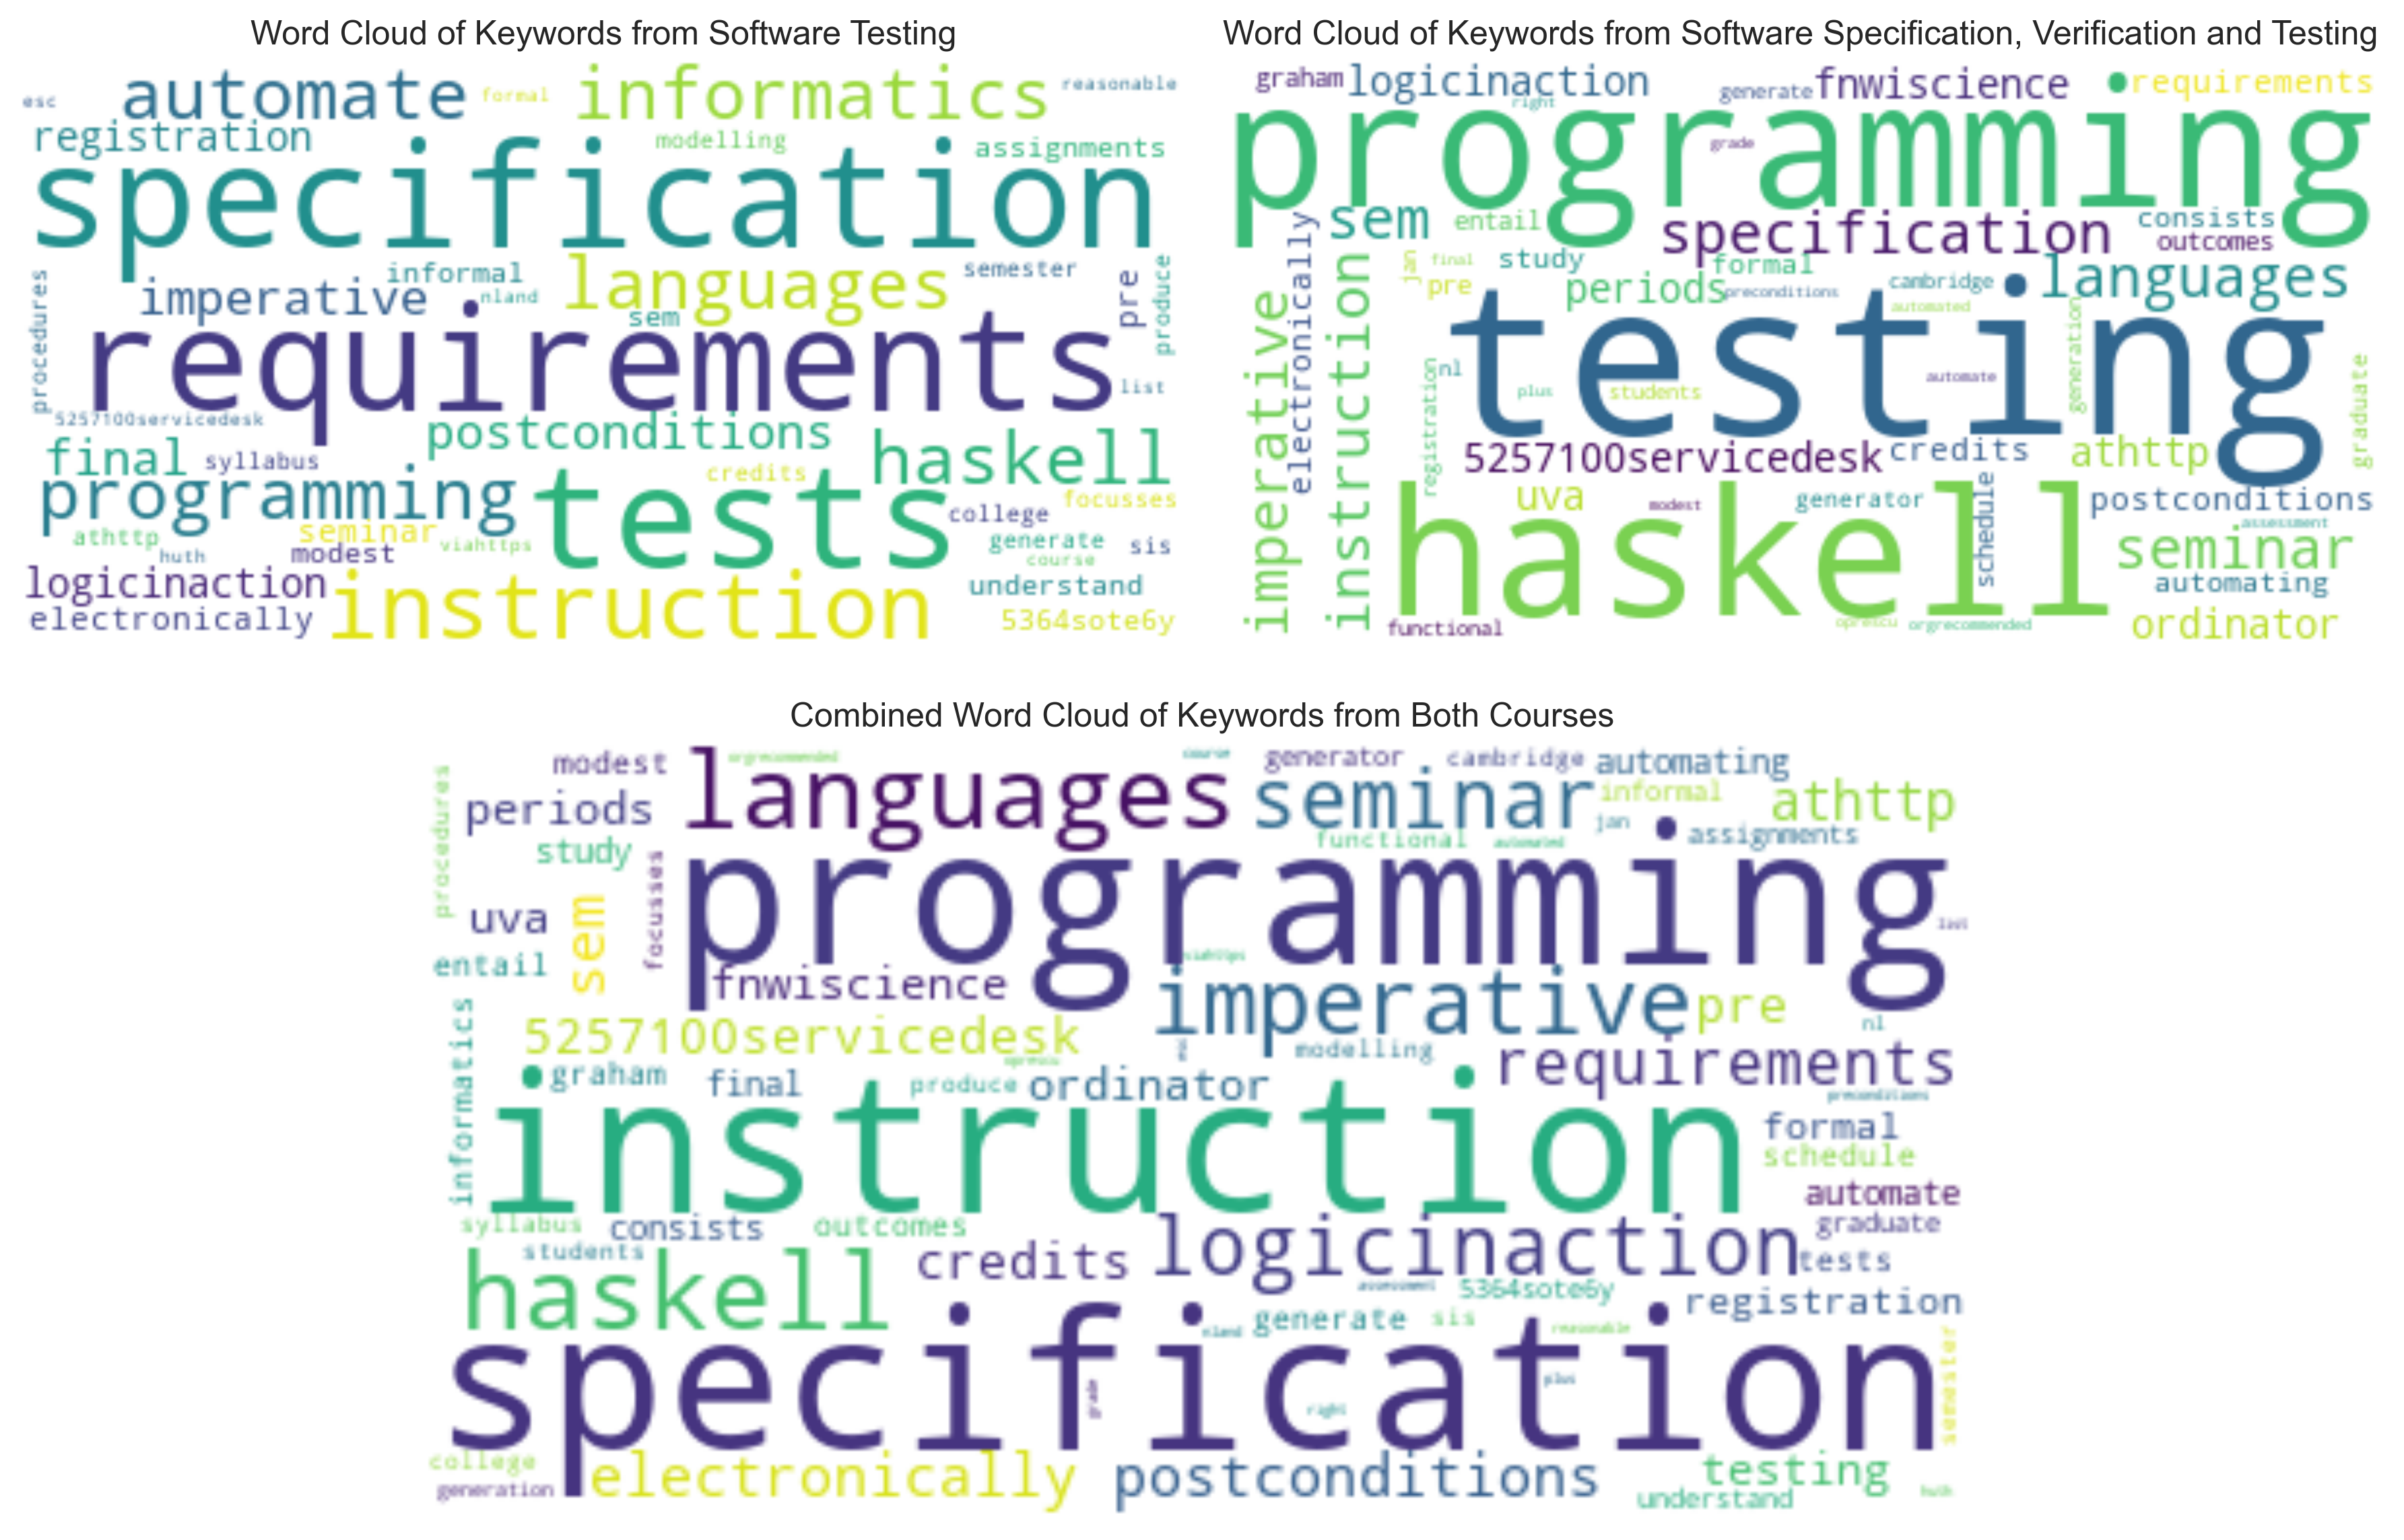 Word Cloud of Keywords from Software Testing
esc
automate
formal
informatics
reasonable
registration
modelling
assignments
specification
procedures
imperative
informal
nland
languages
sem
semester
pre
produce
requirements
list
5257100servicedesk
final
syllabus
postconditions
haskell
programming
credits
tests
college
focusses
athttp
seminar
viahttps
huth
modest
generate
sis
course
logicinaction
instruction
understand
electronically
5364sote6y
Word Cloud of Keywords from Software Specification, Verification and Testing
graham
logicinaction
right
generate
fnwiscience
requirements
programming
grade
sem
entail
specification
consists
outcomes
electronically
imperative
instruction
jan
final
study
formal
pre
periods
preconditions
cambridge
languages
automated
testing
generation
registration
nl
plus
students
automate
graduate
5257100servicedesk
credits
athttp
uva
modest
generator
schedule
postconditions
assessment
haskell
seminar
automating
functional
oprescu
orgrecommended
ordinator
Combined Word Cloud of Keywords from Both Courses
procedures
modest
orgrecommended
languages
course
generator
cambridge
automating
periods
seminar
informal
athttp
study
functional
jan
automated
assignments
focusses
programming
uva
sem
list
entail
fnwiscience
viahttps
imperative
pre
informatics
5257100servicedesk
nl
modelling
requirements
graham
final
oprescu
produce
ordinator
preconditions
instruction
formal
schedule
automate
syllabus
consists
outcomes
graduate
students
logicinaction
haskell
credits
tests
assessment
5364sote6y
registration
generate
sis
nland
reasonable
specification
semester
grade
plus
right
college
electronically
postconditions
testing
generation
understand
huth